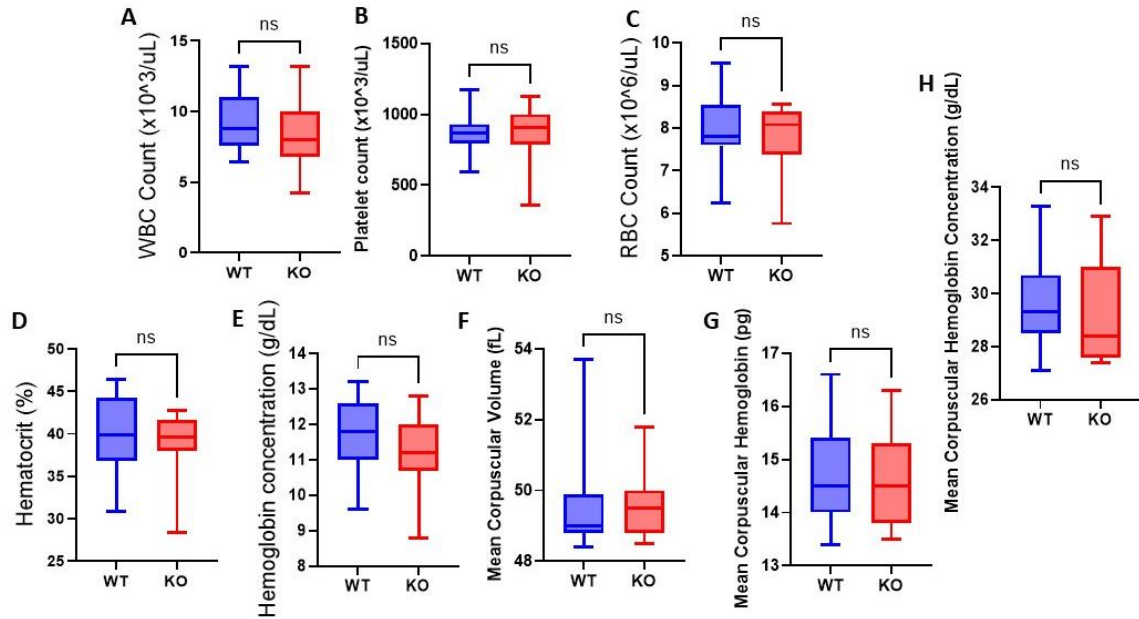 A
ns
WBC Count (x10^3/uL)
15
10
5
0
WT KO
B
ns
Platelet count (x10^3/uL)
1500
1000
500
0
WT KO
C
ns
RBC Count (x10^6/uL)
10
9
8
7
6
5
WT KO
D
ns
Hematocrit (%)
50
45
40
35
30
25
WT KO
E
ns
Hemoglobin concentration (g/dL)
14
13
12
11
10
9
8
WT KO
F
ns
Mean Corpuscular Volume (fL)
54
52
50
48
WT KO
G
ns
Mean Corpuscular Hemoglobin (pg)
17
16
15
14
13
WT KO
H
ns
Mean Corpuscular Hemoglobin Concentration (g/dL)
34
32
30
28
26
WT KO